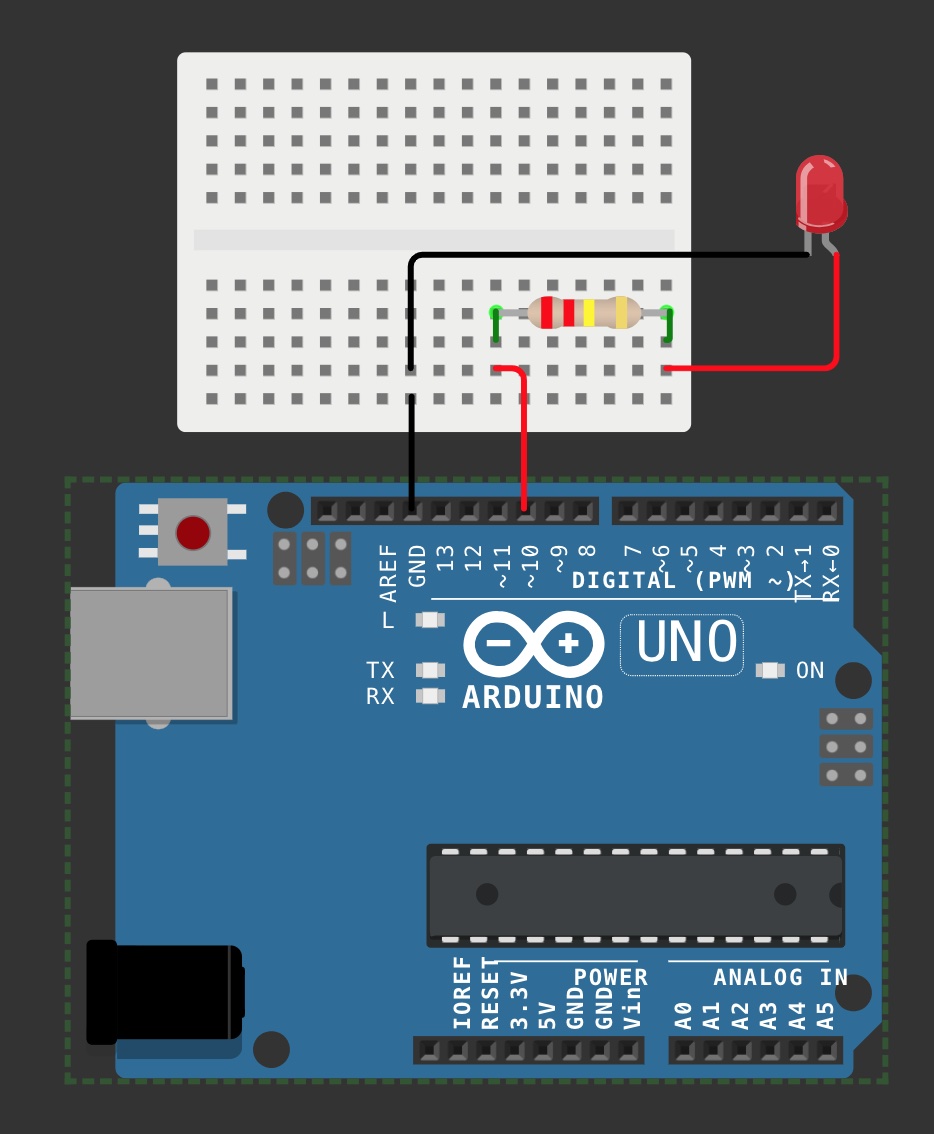 AREF
GND
13
12
~11
~10
~9
8
7
~6
~5
4
~3
2
TX→1
RX←0
DIGITAL (PWM ~)
L
TX
RX
UNO
ON
ARDUINO
IOREF
RESET
3.3V
5V
GND
GND
Vin
POWER
ANALOG IN
A0
A1
A2
A3
A4
A5